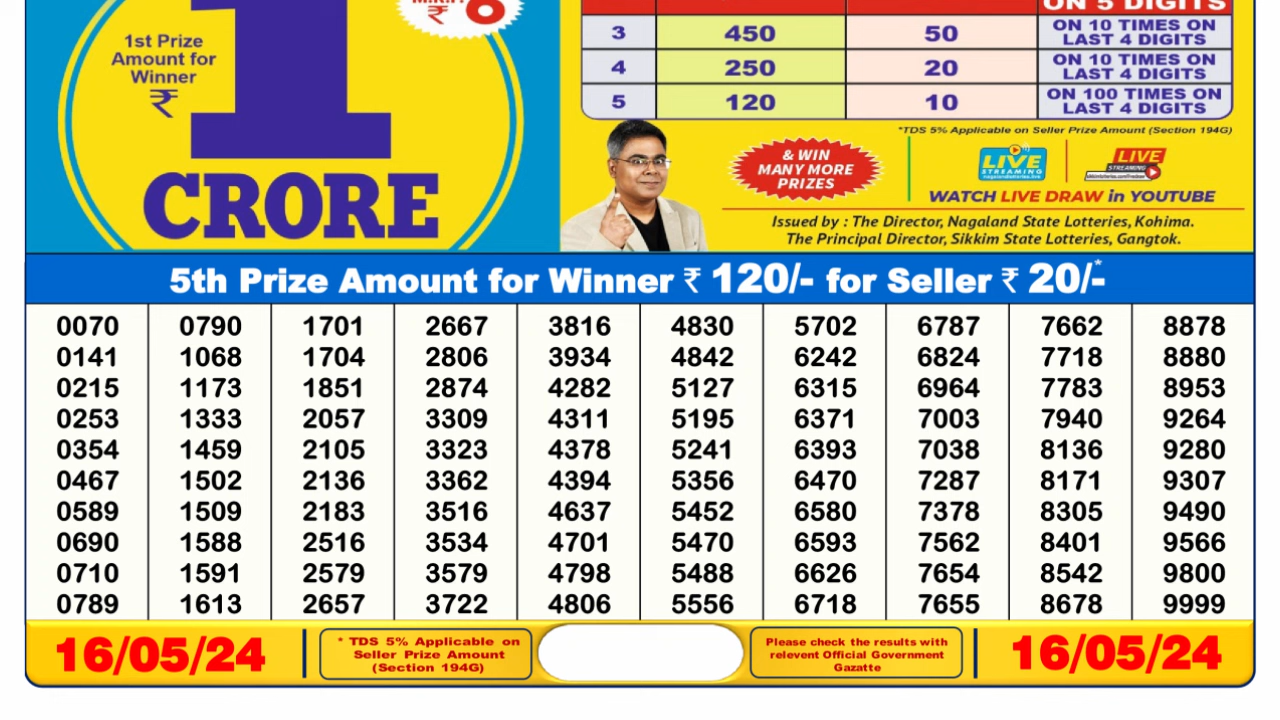 1st Prize
Amount for
Winner
₹
1
CRORE
₹ 6
ON 5 DIGITS
3 450 50 ON 10 TIMES ON LAST 4 DIGITS
4 250 20 ON 10 TIMES ON LAST 4 DIGITS
5 120 10 ON 100 TIMES ON LAST 4 DIGITS
*TDS 5% Applicable on Seller Prize Amount (Section 194G)
& WIN
MANY MORE
PRIZES
LIVE
STREAMING
LIVE
STREAMING
WATCH LIVE DRAW in YOUTUBE
Issued by : The Director, Nagaland State Lotteries, Kohima.
The Principal Director, Sikkim State Lotteries, Gangtok.
5th Prize Amount for Winner ₹ 120/- for Seller ₹ 20/-*
0070 0790 1701 2667 3816 4830 5702 6787 7662 8878
0141 1068 1704 2806 3934 4842 6242 6824 7718 8880
0215 1173 1851 2874 4282 5127 6315 6964 7783 8953
0253 1333 2057 3309 4311 5195 6371 7003 7940 9264
0354 1459 2105 3323 4378 5241 6393 7038 8136 9280
0467 1502 2136 3362 4394 5356 6470 7287 8171 9307
0589 1509 2183 3516 4637 5452 6580 7378 8305 9490
0690 1588 2516 3534 4701 5470 6593 7562 8401 9566
0710 1591 2579 3579 4798 5488 6626 7654 8542 9800
0789 1613 2657 3722 4806 5556 6718 7655 8678 9999
16/05/24
* TDS 5% Applicable on
Seller Prize Amount
(Section 194G)
Please check the results with
relevent Official Government
Gazatte
16/05/24